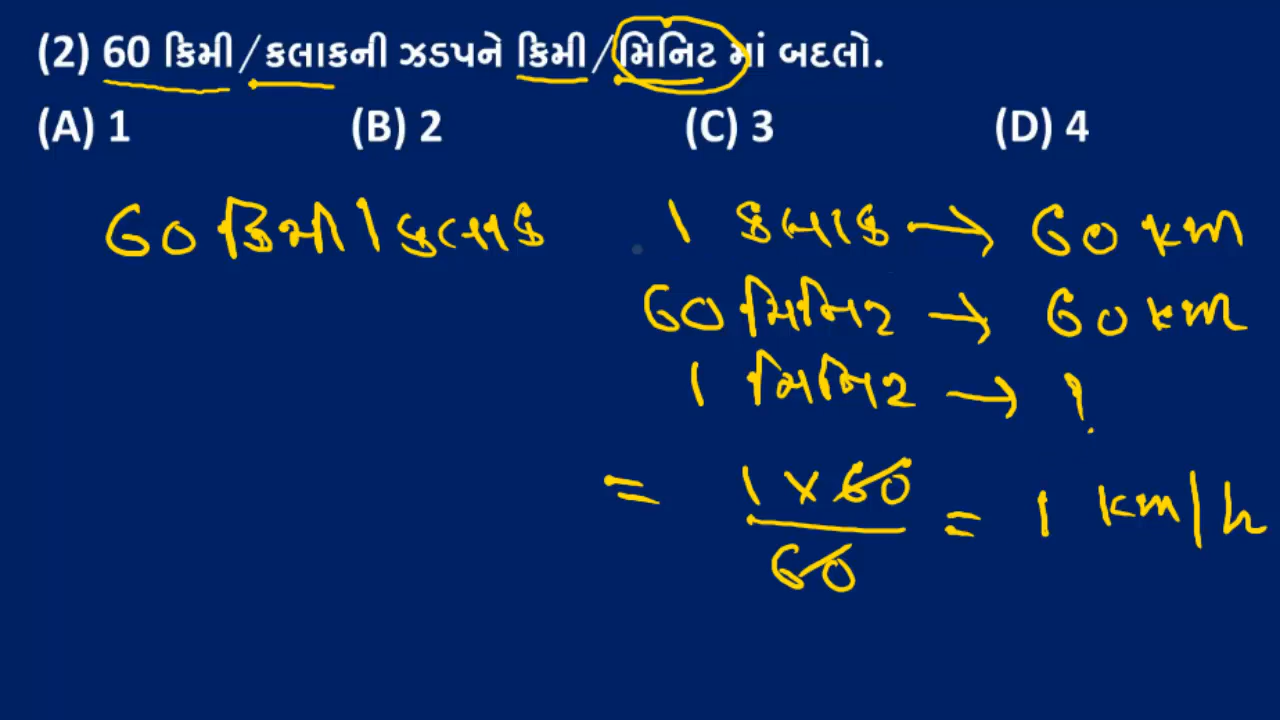 (2) 60 કિમી/કલાકની ઝડપને કિમી/મિનિટ માં બદલો.
(A) 1 (B) 2 (C) 3 (D) 4
60 કિમી / કલાક
1 કલાક → 60 km
60 મિનિટ → 60 km
1 મિનિટ → ?
= 1 × 60 / 60 = 1 km/h